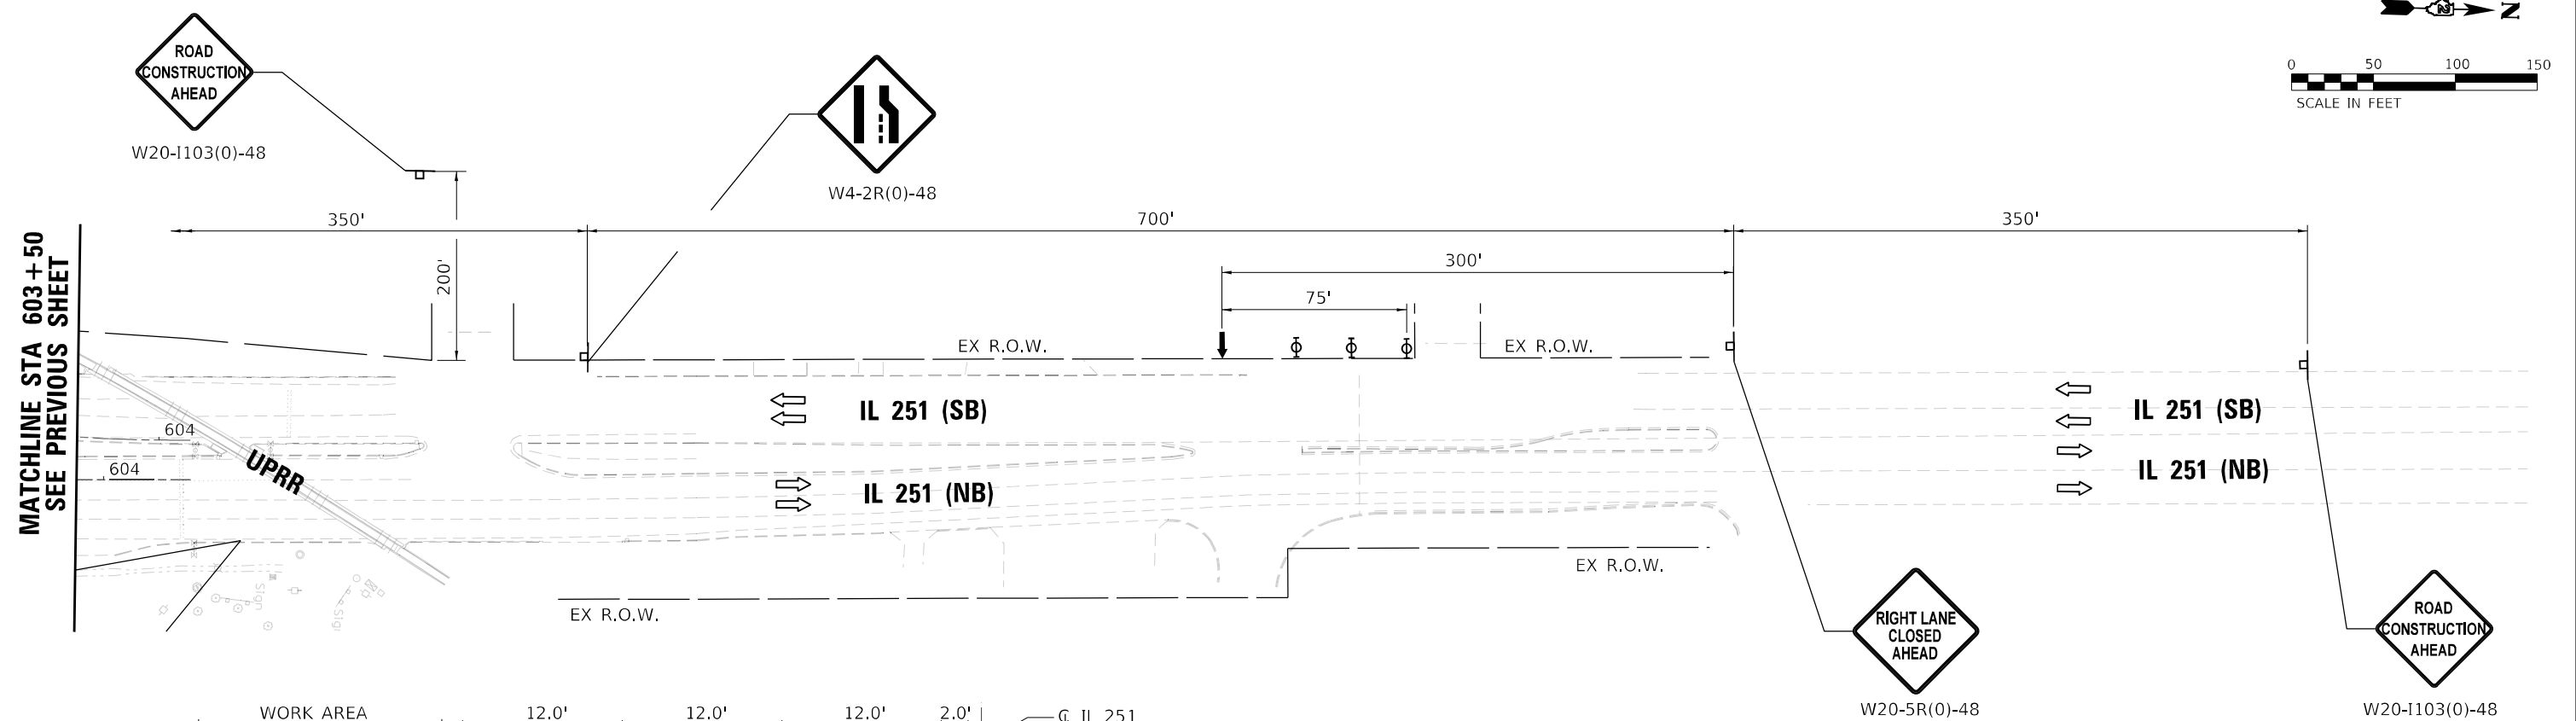 N
0 50 100 150
SCALE IN FEET
ROAD
CONSTRUCTION
AHEAD
W20-I103(0)-48
W4-2R(0)-48
350'
700'
350'
200'
300'
75'
MATCHLINE STA 603+50
SEE PREVIOUS SHEET
EX R.O.W.
EX R.O.W.
IL 251 (SB)
IL 251 (SB)
604
604
UPRR
IL 251 (NB)
IL 251 (NB)
EX R.O.W.
EX R.O.W.
Sign
RIGHT LANE
CLOSED
AHEAD
W20-5R(0)-48
ROAD
CONSTRUCTION
AHEAD
W20-I103(0)-48
WORK AREA
12.0'
12.0'
12.0'
2.0'
℄ IL 251